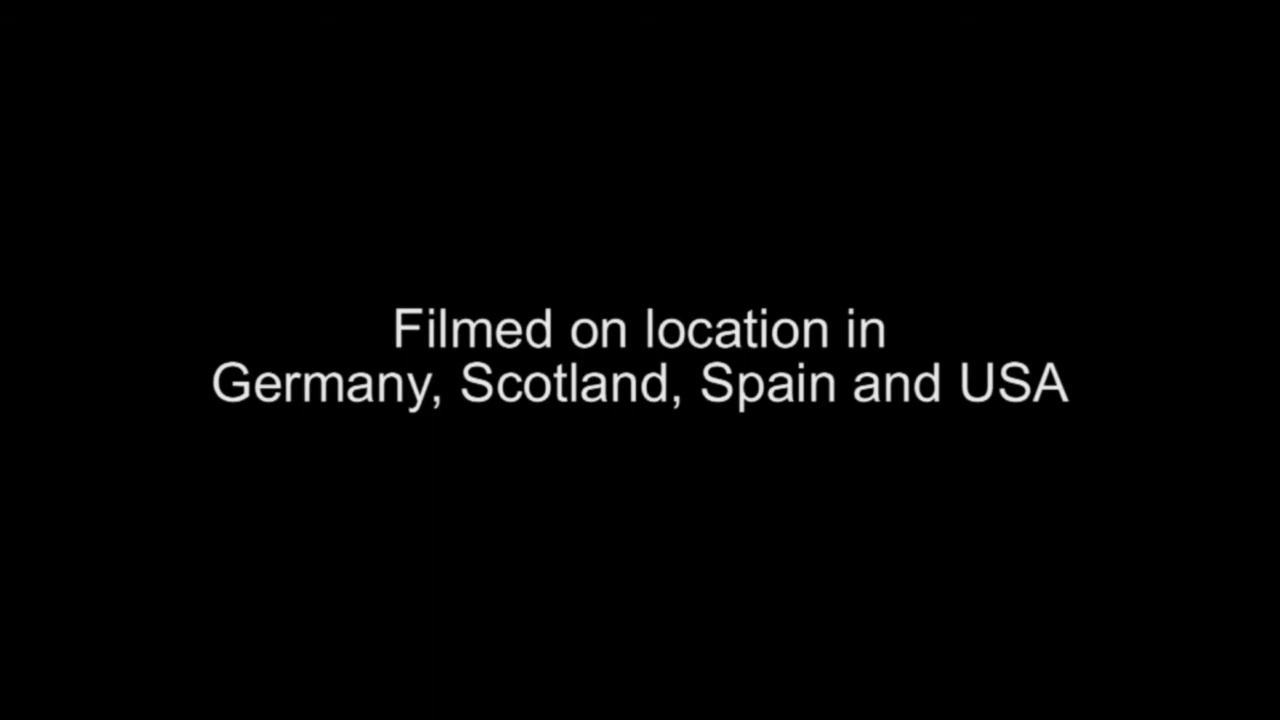 Filmed on location in
Germany, Scotland, Spain and USA